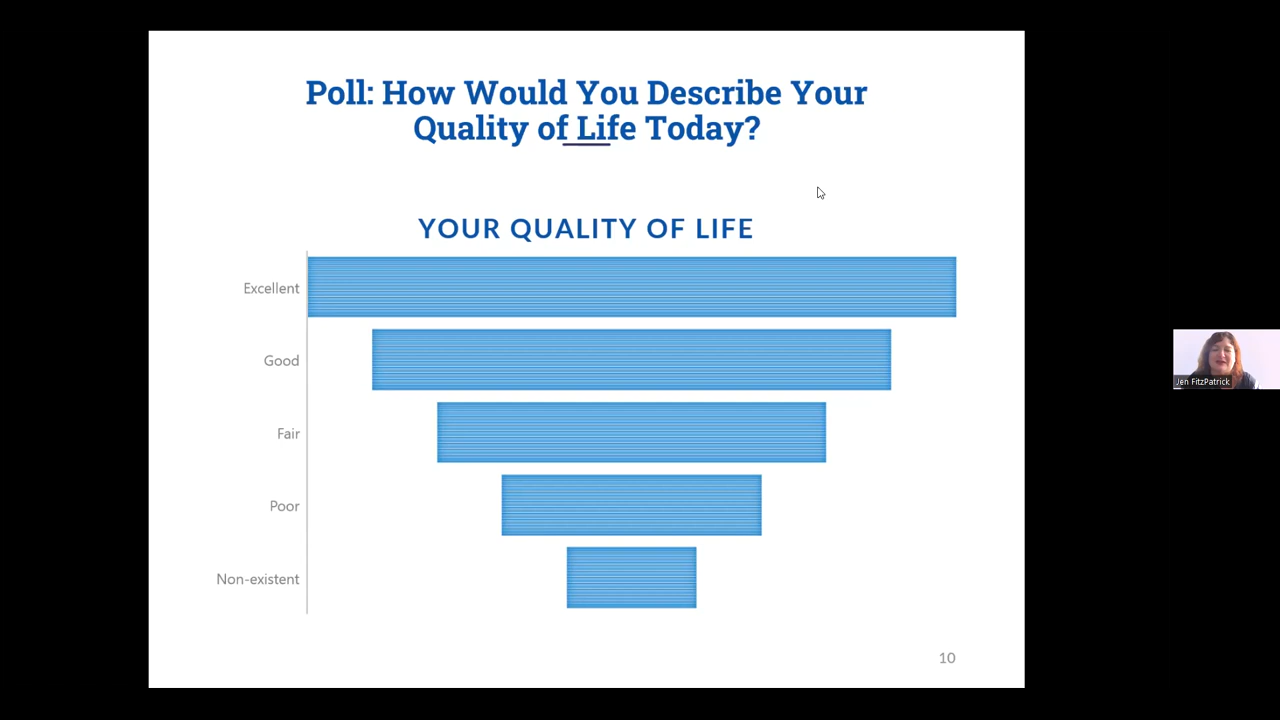 Poll: How Would You Describe Your
Quality of Life Today?
YOUR QUALITY OF LIFE
Excellent
Good
Fair
Poor
Non-existent
10
Jen FitzPatrick